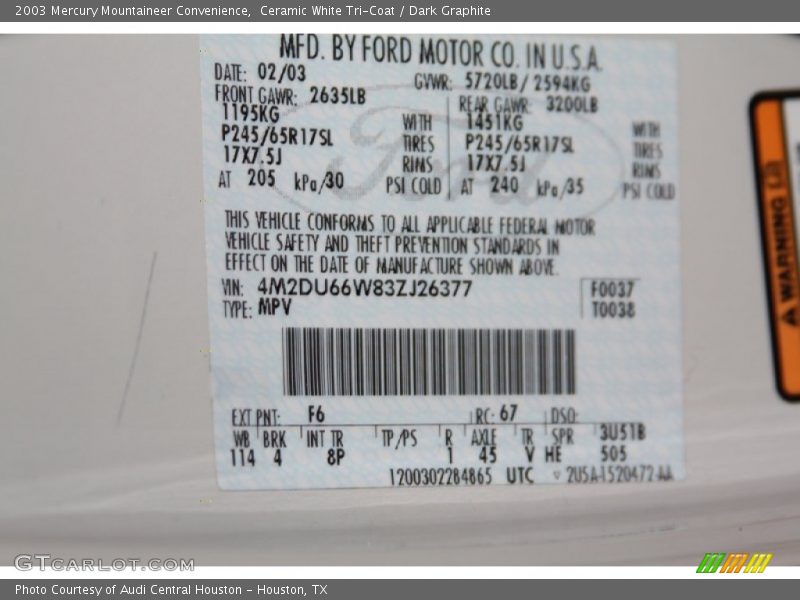 2003 Mercury Mountaineer Convenience,  Ceramic White Tri-Coat / Dark Graphite
MFD. BY FORD MOTOR CO. IN U.S.A.
DATE: 02/03
GVWR: 5720LB/ 2594KG
FRONT GAWR: 2635LB
REAR GAWR: 3200LB
1195KG WITH 1451KG WITH
P245/65R17SL TIRES P245/65R17SL TIRES
17X7.5J RIMS 17X7.5J RIMS
AT 205 kPa/30 PSI COLD AT 240 kPa/35 PSI COLD
Ford
THIS VEHICLE CONFORMS TO ALL APPLICABLE FEDERAL MOTOR
VEHICLE SAFETY AND THEFT PREVENTION STANDARDS IN
EFFECT ON THE DATE OF MANUFACTURE SHOWN ABOVE.
VIN: 4M2DU66W83ZJ26377 F0037
TYPE: MPV T0038
EXT PNT: F6 RC: 67 DSO:
WB BRK INT TR TP/PS R AXLE TR SPR 3U51B
114 4 8P 1 45 V HE 505
1200302284865 UTC ▽ 2U5A-1520472-AA
⚠ WARNING
GTCARLOT.COM
Photo Courtesy of Audi Central Houston - Houston, TX